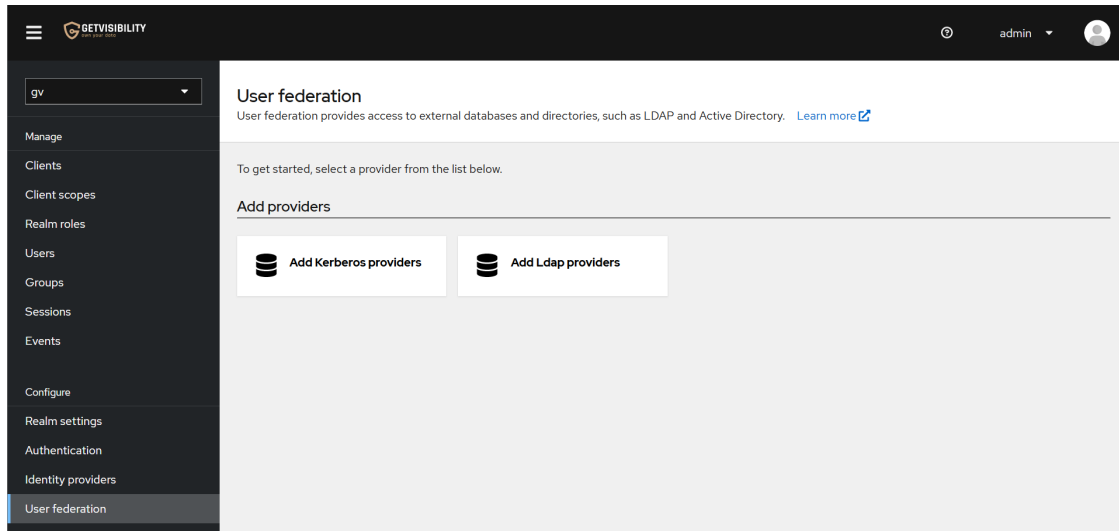 GETVISIBILITY
own your data
admin
gv
Manage
Clients
Client scopes
Realm roles
Users
Groups
Sessions
Events
Configure
Realm settings
Authentication
Identity providers
User federation
User federation
User federation provides access to external databases and directories, such as LDAP and Active Directory. Learn more
To get started, select a provider from the list below.
Add providers
Add Kerberos providers
Add Ldap providers